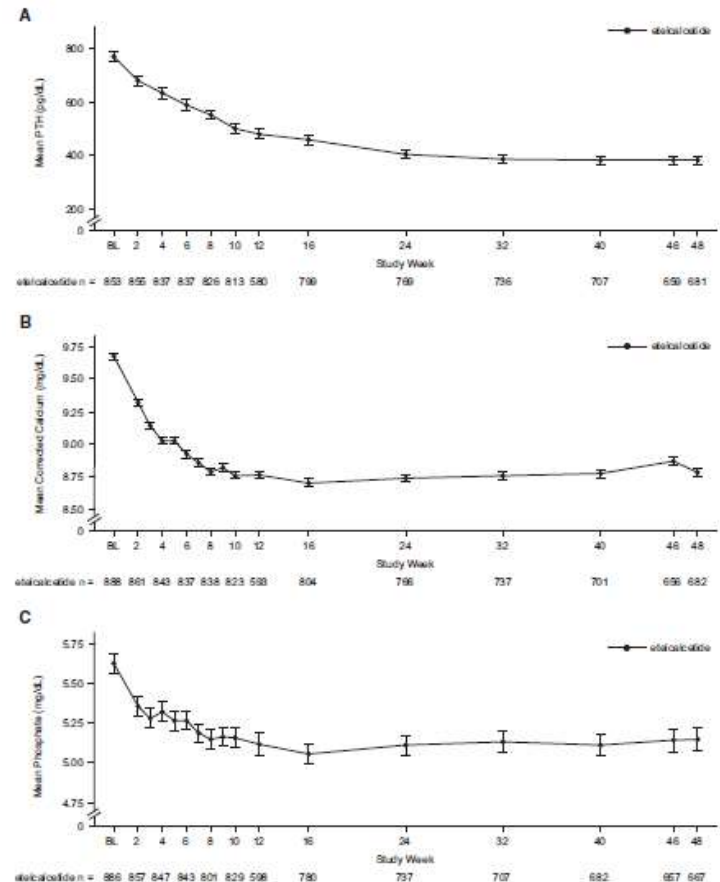 A
etelcalcetide
Mean PTH (pg/dL)
800
600
400
200
0
BL 2 4 6 8 10 12 16 24 32 40 46 48
Study Week
etelcalcetide n = 853 855 837 837 826 813 580 799 769 736 707 659 681
B
etelcalcetide
Mean Corrected Calcium (mg/dL)
9.75
9.50
9.25
9.00
8.75
8.50
0
BL 2 4 6 8 10 12 16 24 32 40 46 48
Study Week
etelcalcetide n = 888 861 843 837 838 823 593 804 766 737 701 656 682
C
etelcalcetide
Mean Phosphate (mg/dL)
5.75
5.50
5.25
5.00
4.75
0
BL 2 4 6 8 10 12 16 24 32 40 46 48
Study Week
etelcalcetide n = 886 857 847 843 801 829 598 780 737 707 682 657 667